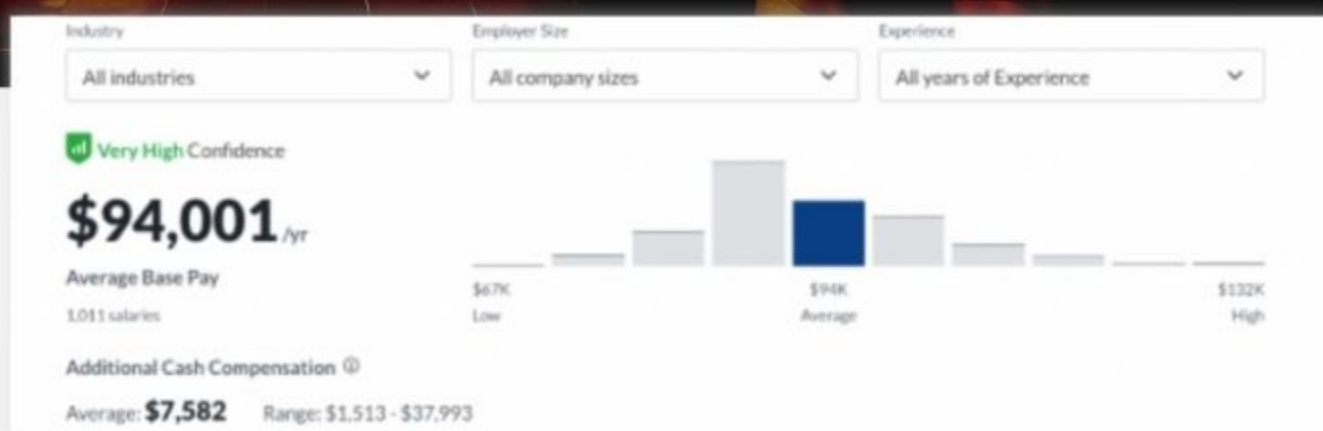 Industry Employer Size Experience
All industries All company sizes All years of Experience
Very High Confidence
$94,001 /yr
Average Base Pay
1,011 salaries
$67K $94K $132K
Low Average High
Additional Cash Compensation
Average: $7,582 Range: $1,513 - $37,993